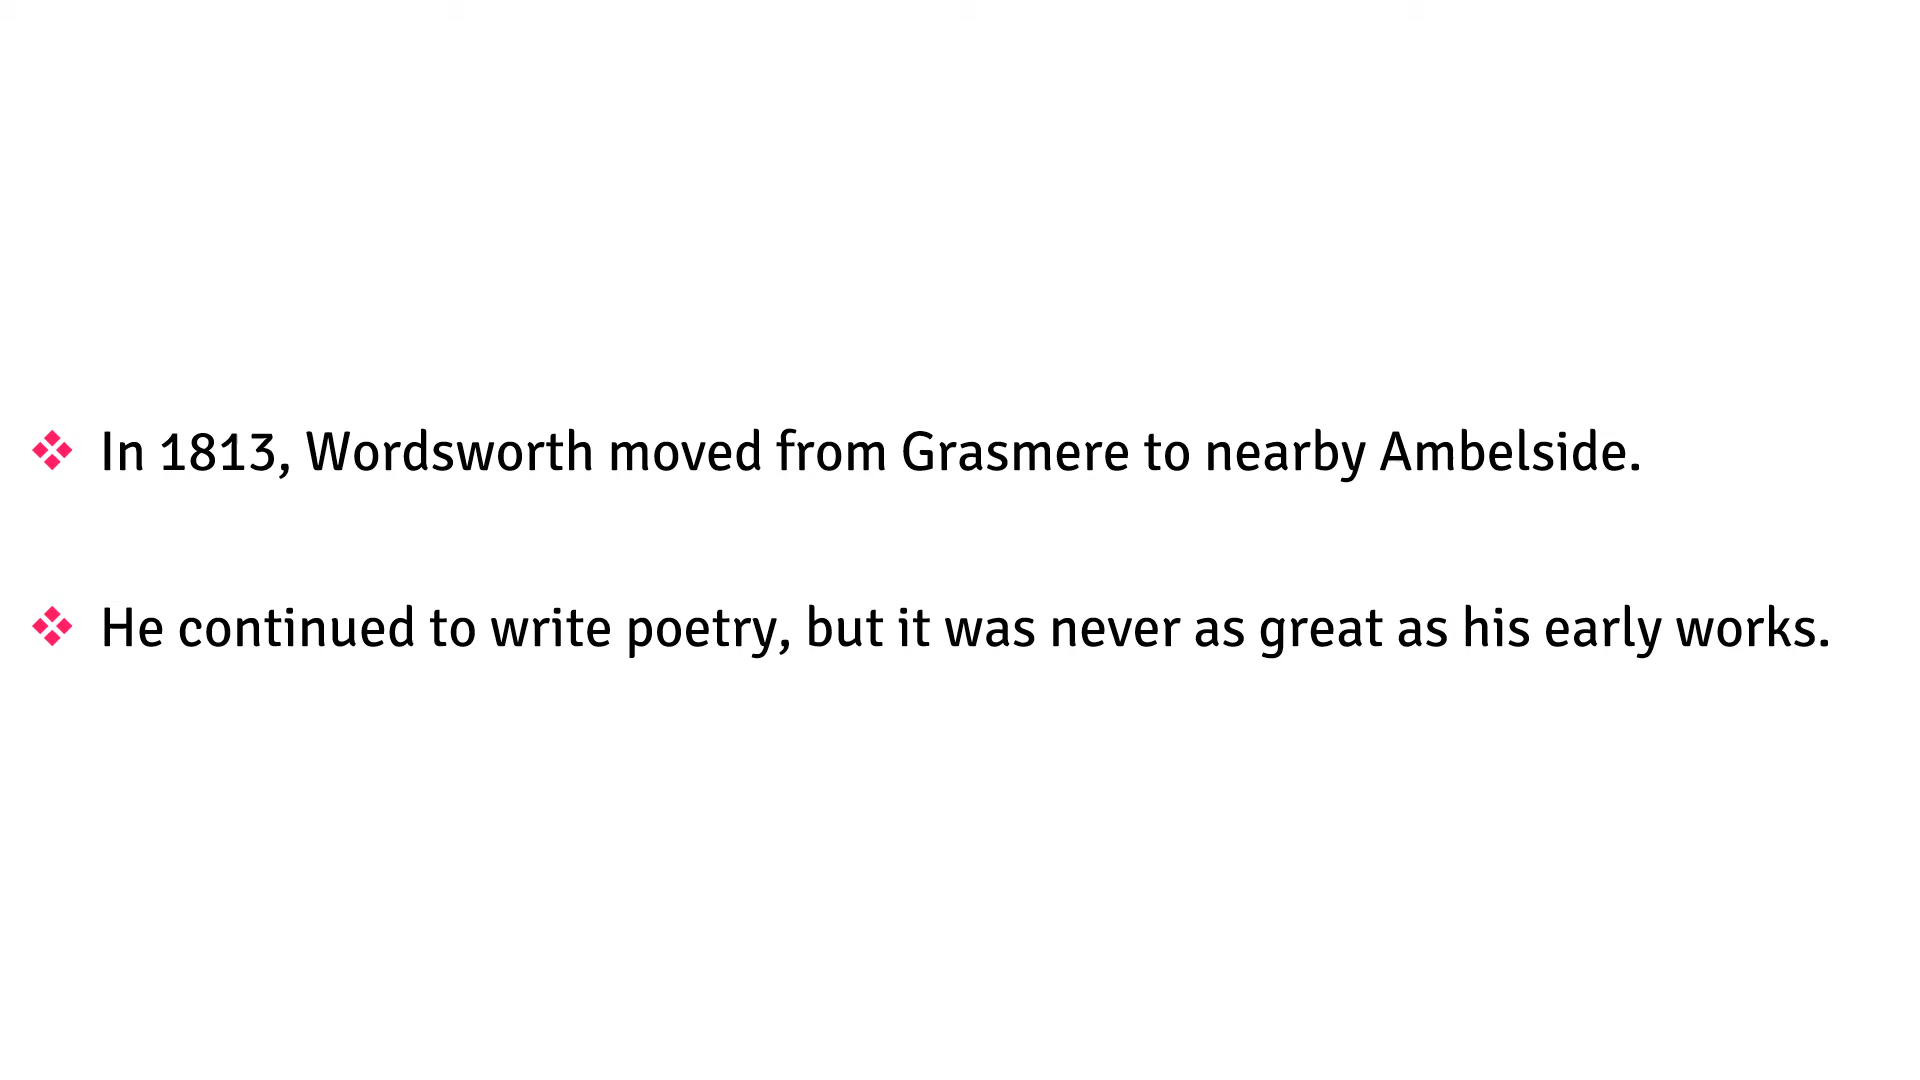 ❖ In 1813, Wordsworth moved from Grasmere to nearby Ambelside.
❖ He continued to write poetry, but it was never as great as his early works.